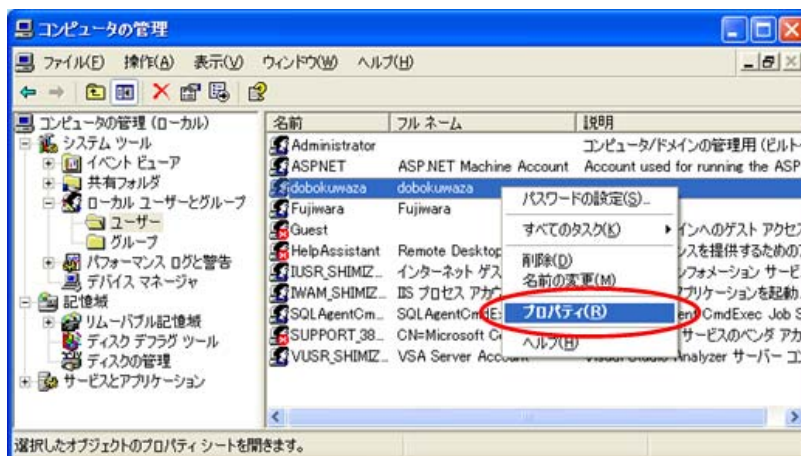 コンピュータの管理
ファイル(F) 操作(A) 表示(V) ウィンドウ(W) ヘルプ(H)
コンピュータの管理 (ローカル)
システム ツール
イベント ビューア
共有フォルダ
ローカル ユーザーとグループ
ユーザー
グループ
パフォーマンス ログと警告
デバイス マネージャ
記憶域
リムーバブル記憶域
ディスク デフラグ ツール
ディスクの管理
サービスとアプリケーション
名前 フル ネーム 説明
Administrator コンピュータ/ドメインの管理用 (ビルト-
ASPNET ASP.NET Machine Account Account used for running the ASP
dobokuwaza dobokuwaza
Fujiwara Fujiwara
Guest インへのゲスト アクセス
HelpAssistant Remote Desktop スを提供するための
IUSR_SHIMIZ... インターネット ゲス フォメーション サービ
IWAM_SHIMIZ... IIS プロセス アカウ プリケーションを起動
SQLAgentCm... SQLAgentCmdE: ent CmdExec Job S
SUPPORT_38... CN=Microsoft C サービスのベンダ アカ
VUSR_SHIMIZ... VSA Server Account Visual Studio Analyzer サーバー コ
パスワードの設定(S)...
すべてのタスク(K)
削除(D)
名前の変更(M)
プロパティ(R)
ヘルプ(H)
選択したオブジェクトのプロパティ シートを開きます。